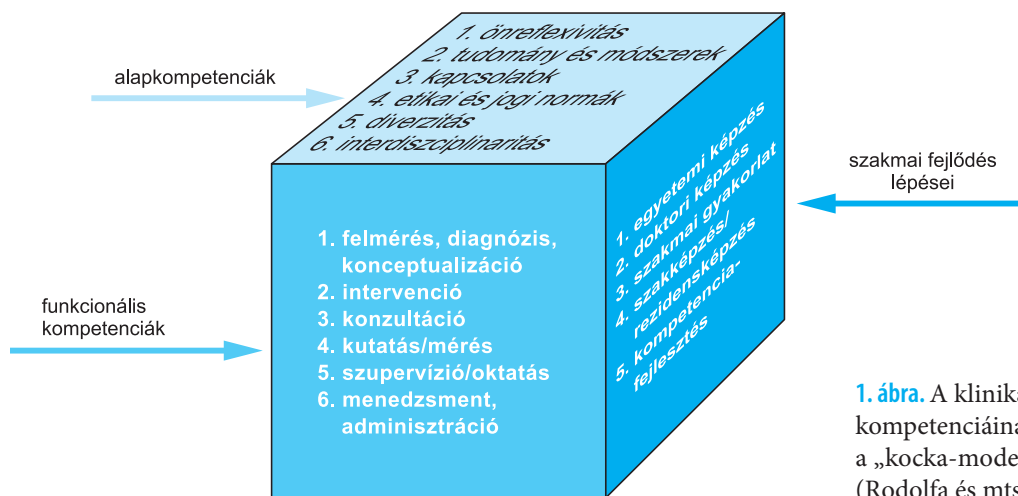 1. önreflexivitás
2. tudomány és módszerek
3. kapcsolatok
4. etikai és jogi normák
5. diverzitás
6. interdiszciplinaritás
alapkompetenciák
1. egyetemi képzés
2. doktori képzés
3. szakmai gyakorlat
4. szakképzés/
rezidensképzés
5. kompetencia-
fejlesztés
szakmai fejlődés
lépései
1. felmérés, diagnózis,
konceptualizáció
2. intervenció
3. konzultáció
4. kutatás/mérés
5. szupervízió/oktatás
6. menedzsment,
adminisztráció
funkcionális
kompetenciák
1. ábra. A klinika
kompetenciáina
a „kocka-mode
(Rodolfa és mts